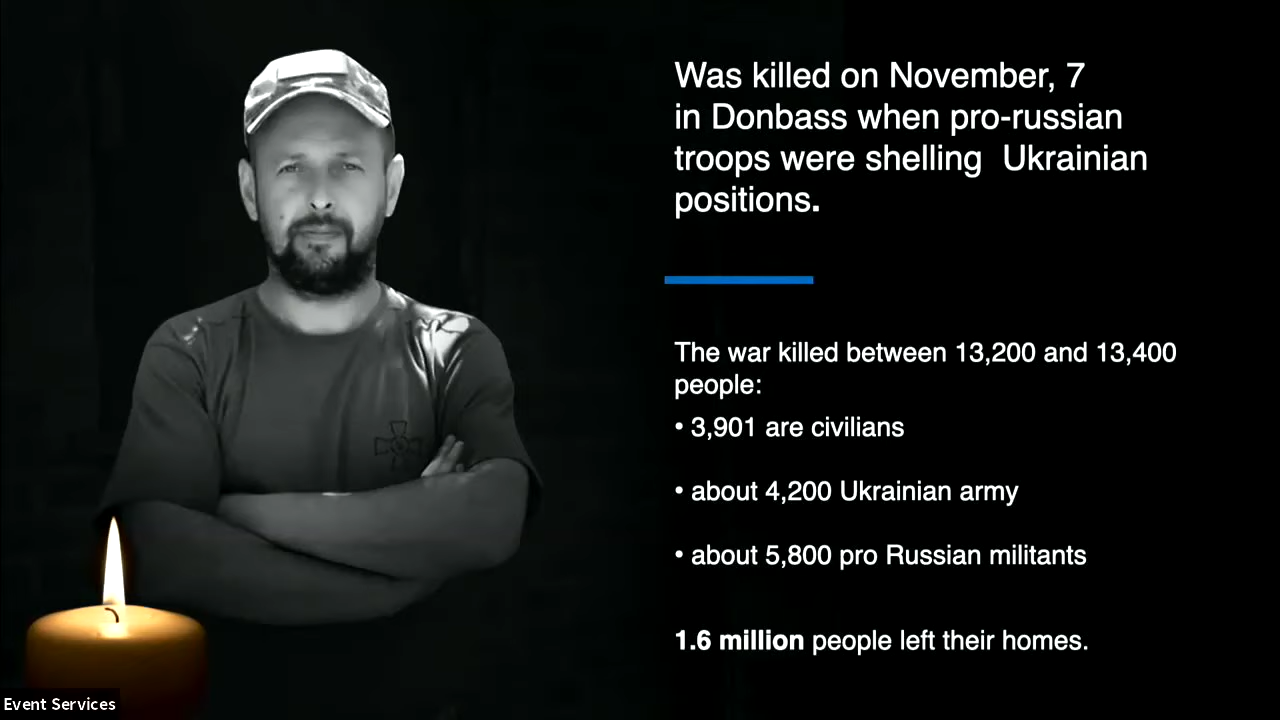 Was killed on November, 7
in Donbass when pro-russian
troops were shelling  Ukrainian
positions.
The war killed between 13,200 and 13,400
people:
• 3,901 are civilians
• about 4,200 Ukrainian army
• about 5,800 pro Russian militants
1.6 million people left their homes.
Event Services